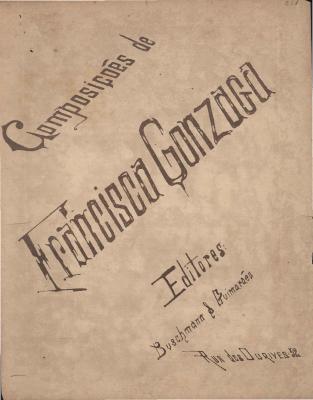 Composições de
Francisca Gonzaga
Editores:
Buschmann & Guimarães
Rua dos Ourives 52